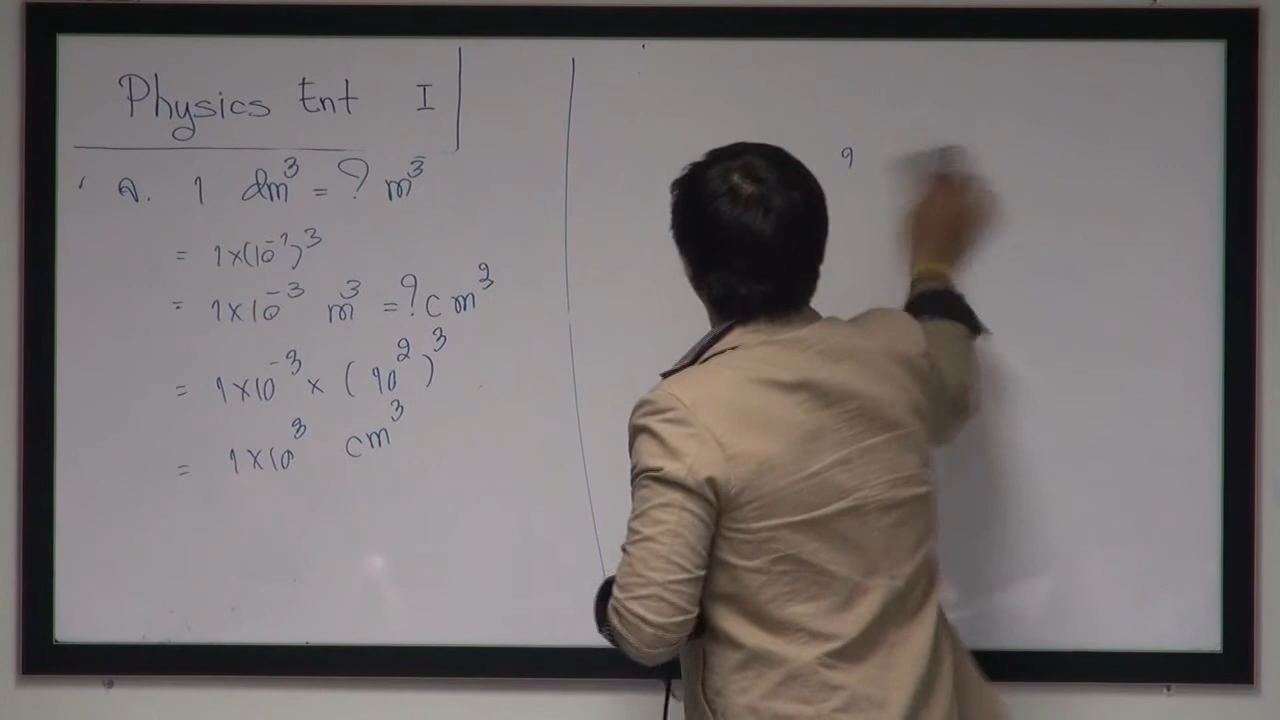 Physics Ent I
1 dm³ = ? m³
= 1×(10⁻¹)³
= 1×10⁻³ m³ = ? cm³
= 1×10⁻³ × (10²)³
= 1×10³ cm³